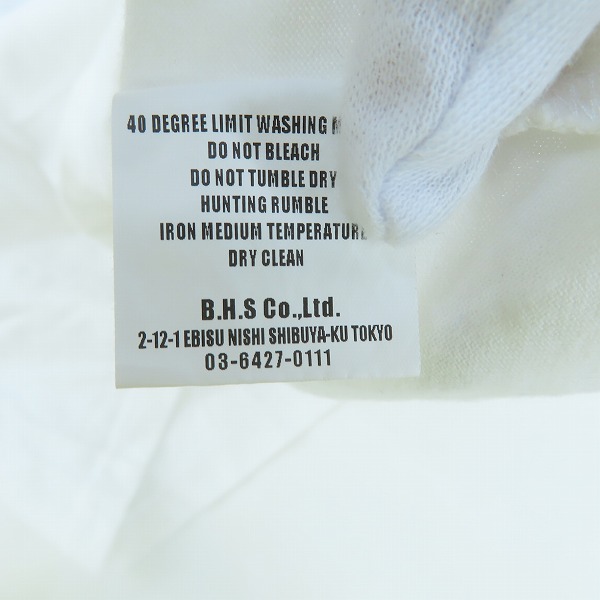 40 DEGREE LIMIT WASHING
DO NOT BLEACH
DO NOT TUMBLE DRY
HUNTING RUMBLE
IRON MEDIUM TEMPERATURE
DRY CLEAN
B.H.S Co.,Ltd.
2-12-1 EBISU NISHI SHIBUYA-KU TOKYO
03-6427-0111